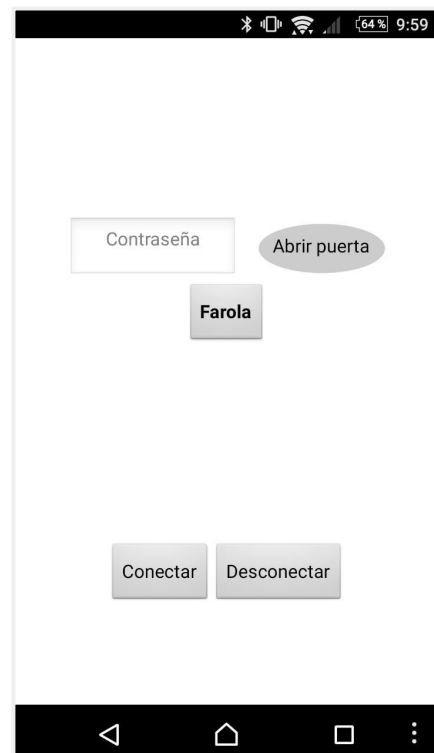 64 % 9:59
Contraseña
Abrir puerta
Farola
Conectar
Desconectar